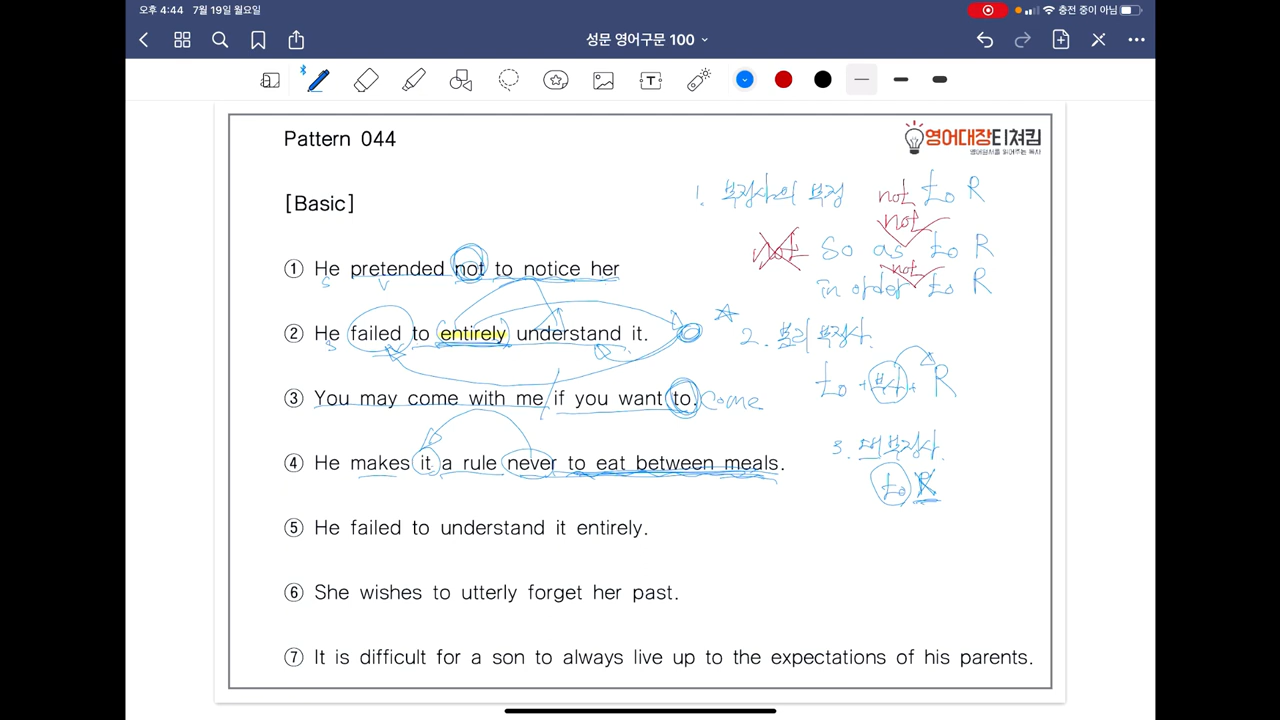 오후 4:44 7월 19일 월요일
충전 중이 아님
성문 영어구문 100
Pattern 044
영어대장티쳐킴
[Basic]
1. 부정사의 부정 not to R
not
not So as to R
① He pretended not to notice her
S V
not
in order to R
② He failed to entirely understand it.
S
2. 분리 부정사.
to + 부사 + R
③ You may come with me if you want to. come
3. 대부정사.
④ He makes it a rule never to eat between meals.
to R
⑤ He failed to understand it entirely.
⑥ She wishes to utterly forget her past.
⑦ It is difficult for a son to always live up to the expectations of his parents.